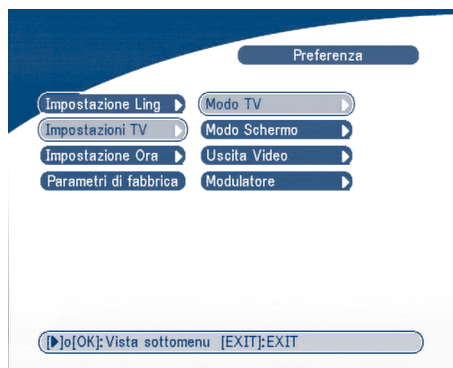 Preferenza
Impostazione Ling
Impostazioni TV
Impostazione Ora
Parametri di fabbrica
Modo TV
Modo Schermo
Uscita Video
Modulatore
[▶]o[OK]:Vista sottomenu [EXIT]:EXIT